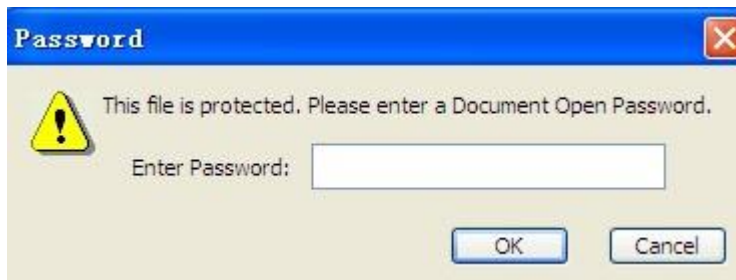 Password
This file is protected. Please enter a Document Open Password.
Enter Password:
OK Cancel